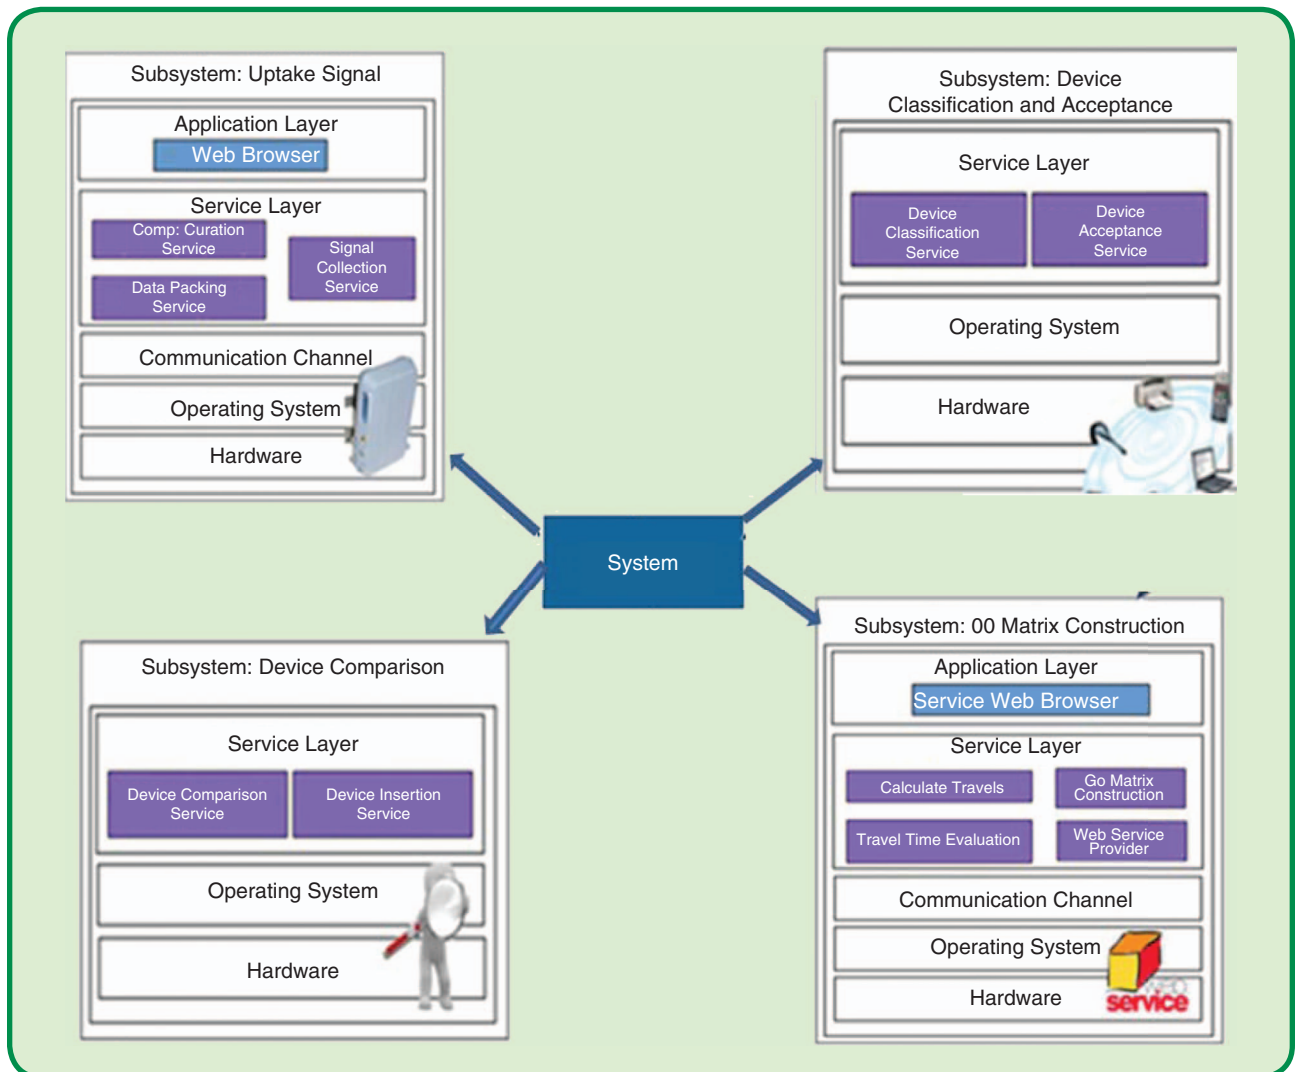 Subsystem: Uptake Signal
Application Layer
Web Browser
Service Layer
Comp: Curation
Service
Signal
Collection
Service
Data Packing
Service
Communication Channel
Operating System
Hardware
Subsystem: Device
Classification and Acceptance
Service Layer
Device
Classification
Service
Device
Acceptance
Service
Operating System
Hardware
System
Subsystem: Device Comparison
Service Layer
Device Comparison
Service
Device Insertion
Service
Operating System
Hardware
Subsystem: 00 Matrix Construction
Application Layer
Service Web Browser
Service Layer
Calculate Travels
Go Matrix
Construction
Travel Time Evaluation
Web Service
Provider
Communication Channel
Operating System
Hardware
service